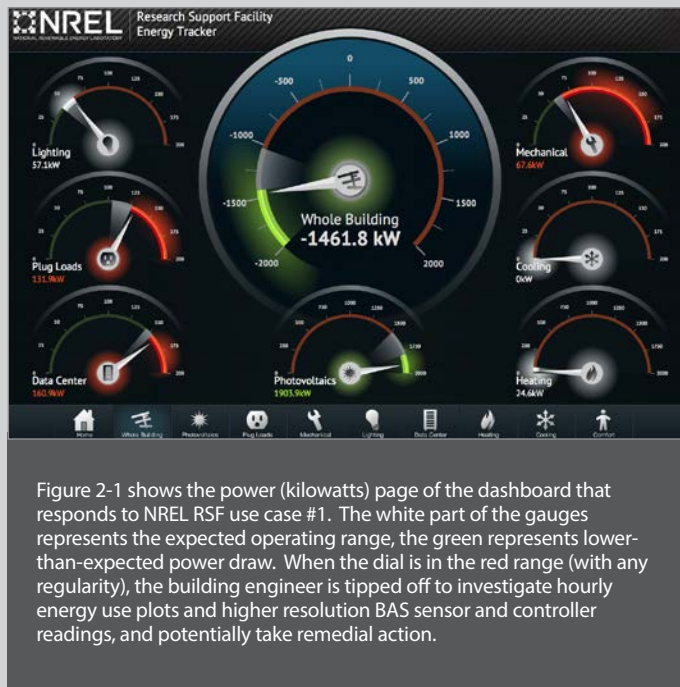 NREL
NATIONAL RENEWABLE ENERGY LABORATORY
Research Support Facility
Energy Tracker
Lighting
57.1kW
Plug Loads
131.9kW
Data Center
160.9kW
-2000
-1500
-1000
-500
0
500
1000
1500
2000
Whole Building
-1461.8 kW
Photovoltaics
1903.9kW
Mechanical
67.6kW
Cooling
0kW
Heating
24.6kW
Home
Whole Building
Photovoltaics
Plug Loads
Mechanical
Lighting
Data Center
Heating
Cooling
Comfort
Figure 2-1 shows the power (kilowatts) page of the dashboard that
responds to NREL RSF use case #1. The white part of the gauges
represents the expected operating range, the green represents lower-
than-expected power draw. When the dial is in the red range (with any
regularity), the building engineer is tipped off to investigate hourly
energy use plots and higher resolution BAS sensor and controller
readings, and potentially take remedial action.